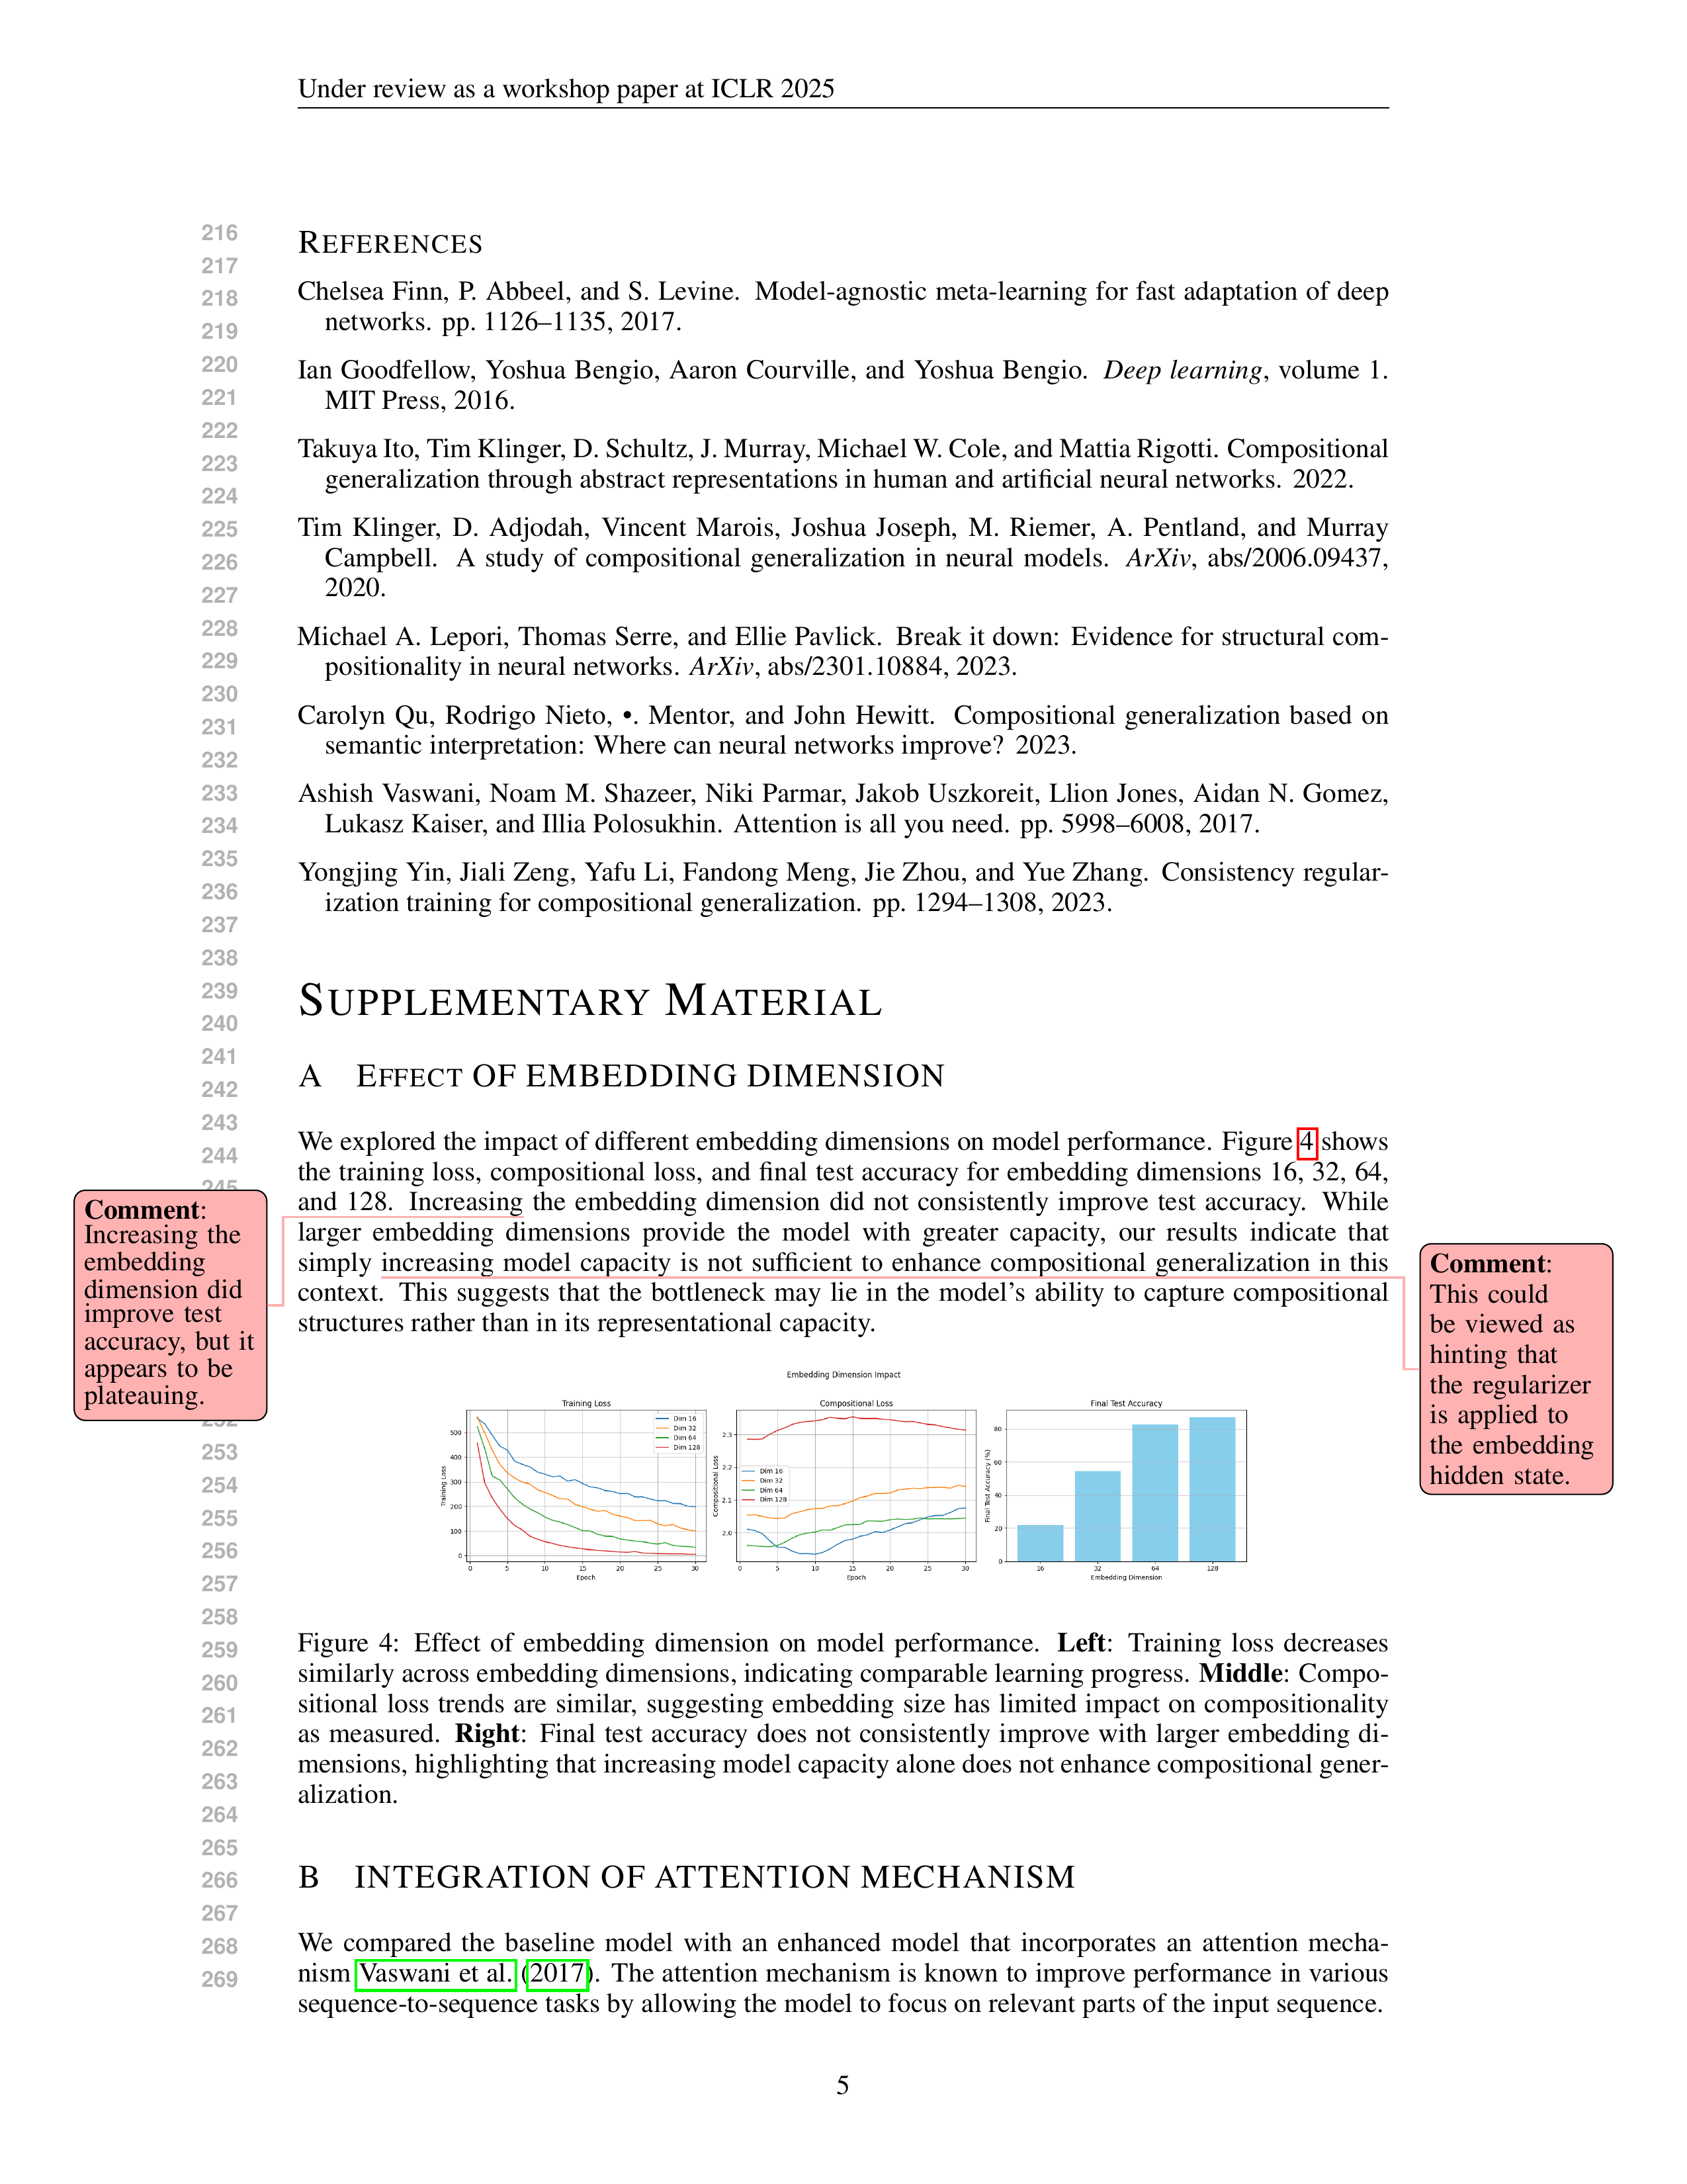 Under review as a workshop paper at ICLR 2025
216
217
218
219
220
221
222
223
224
225
226
227
228
229
230
231
232
233
234
235
236
237
238
239
240
241
242
243
244
245
252
253
254
255
256
257
258
259
260
261
262
263
264
265
266
267
268
269
REFERENCES
Chelsea Finn, P. Abbeel, and S. Levine. Model-agnostic meta-learning for fast adaptation of deep
networks. pp. 1126–1135, 2017.
Ian Goodfellow, Yoshua Bengio, Aaron Courville, and Yoshua Bengio. Deep learning, volume 1.
MIT Press, 2016.
Takuya Ito, Tim Klinger, D. Schultz, J. Murray, Michael W. Cole, and Mattia Rigotti. Compositional
generalization through abstract representations in human and artificial neural networks. 2022.
Tim Klinger, D. Adjodah, Vincent Marois, Joshua Joseph, M. Riemer, A. Pentland, and Murray
Campbell. A study of compositional generalization in neural models. ArXiv, abs/2006.09437,
2020.
Michael A. Lepori, Thomas Serre, and Ellie Pavlick. Break it down: Evidence for structural com-
positionality in neural networks. ArXiv, abs/2301.10884, 2023.
Carolyn Qu, Rodrigo Nieto, •. Mentor, and John Hewitt. Compositional generalization based on
semantic interpretation: Where can neural networks improve? 2023.
Ashish Vaswani, Noam M. Shazeer, Niki Parmar, Jakob Uszkoreit, Llion Jones, Aidan N. Gomez,
Lukasz Kaiser, and Illia Polosukhin. Attention is all you need. pp. 5998–6008, 2017.
Yongjing Yin, Jiali Zeng, Yafu Li, Fandong Meng, Jie Zhou, and Yue Zhang. Consistency regular-
ization training for compositional generalization. pp. 1294–1308, 2023.
SUPPLEMENTARY MATERIAL
A EFFECT OF EMBEDDING DIMENSION
We explored the impact of different embedding dimensions on model performance. Figure 4 shows
the training loss, compositional loss, and final test accuracy for embedding dimensions 16, 32, 64,
and 128. Increasing the embedding dimension did not consistently improve test accuracy. While
larger embedding dimensions provide the model with greater capacity, our results indicate that
simply increasing model capacity is not sufficient to enhance compositional generalization in this
context. This suggests that the bottleneck may lie in the model's ability to capture compositional
structures rather than in its representational capacity.
Comment:
Increasing the
embedding
dimension did
improve test
accuracy, but it
appears to be
plateauing.
Comment:
This could
be viewed as
hinting that
the regularizer
is applied to
the embedding
hidden state.
Embedding Dimension Impact
Training Loss
Training Loss
500
400
300
200
100
0
Dim 16
Dim 32
Dim 64
Dim 128
0 5 10 15 20 25 30
Epoch
Compositional Loss
Compositional Loss
2.3
2.2
2.1
2.0
Dim 16
Dim 32
Dim 64
Dim 128
0 5 10 15 20 25 30
Epoch
Final Test Accuracy
Final Test Accuracy (%)
80
60
40
20
0
16 32 64 128
Embedding Dimension
Figure 4: Effect of embedding dimension on model performance. Left: Training loss decreases
similarly across embedding dimensions, indicating comparable learning progress. Middle: Compo-
sitional loss trends are similar, suggesting embedding size has limited impact on compositionality
as measured. Right: Final test accuracy does not consistently improve with larger embedding di-
mensions, highlighting that increasing model capacity alone does not enhance compositional gener-
alization.
B INTEGRATION OF ATTENTION MECHANISM
We compared the baseline model with an enhanced model that incorporates an attention mecha-
nism Vaswani et al. (2017). The attention mechanism is known to improve performance in various
sequence-to-sequence tasks by allowing the model to focus on relevant parts of the input sequence.
5